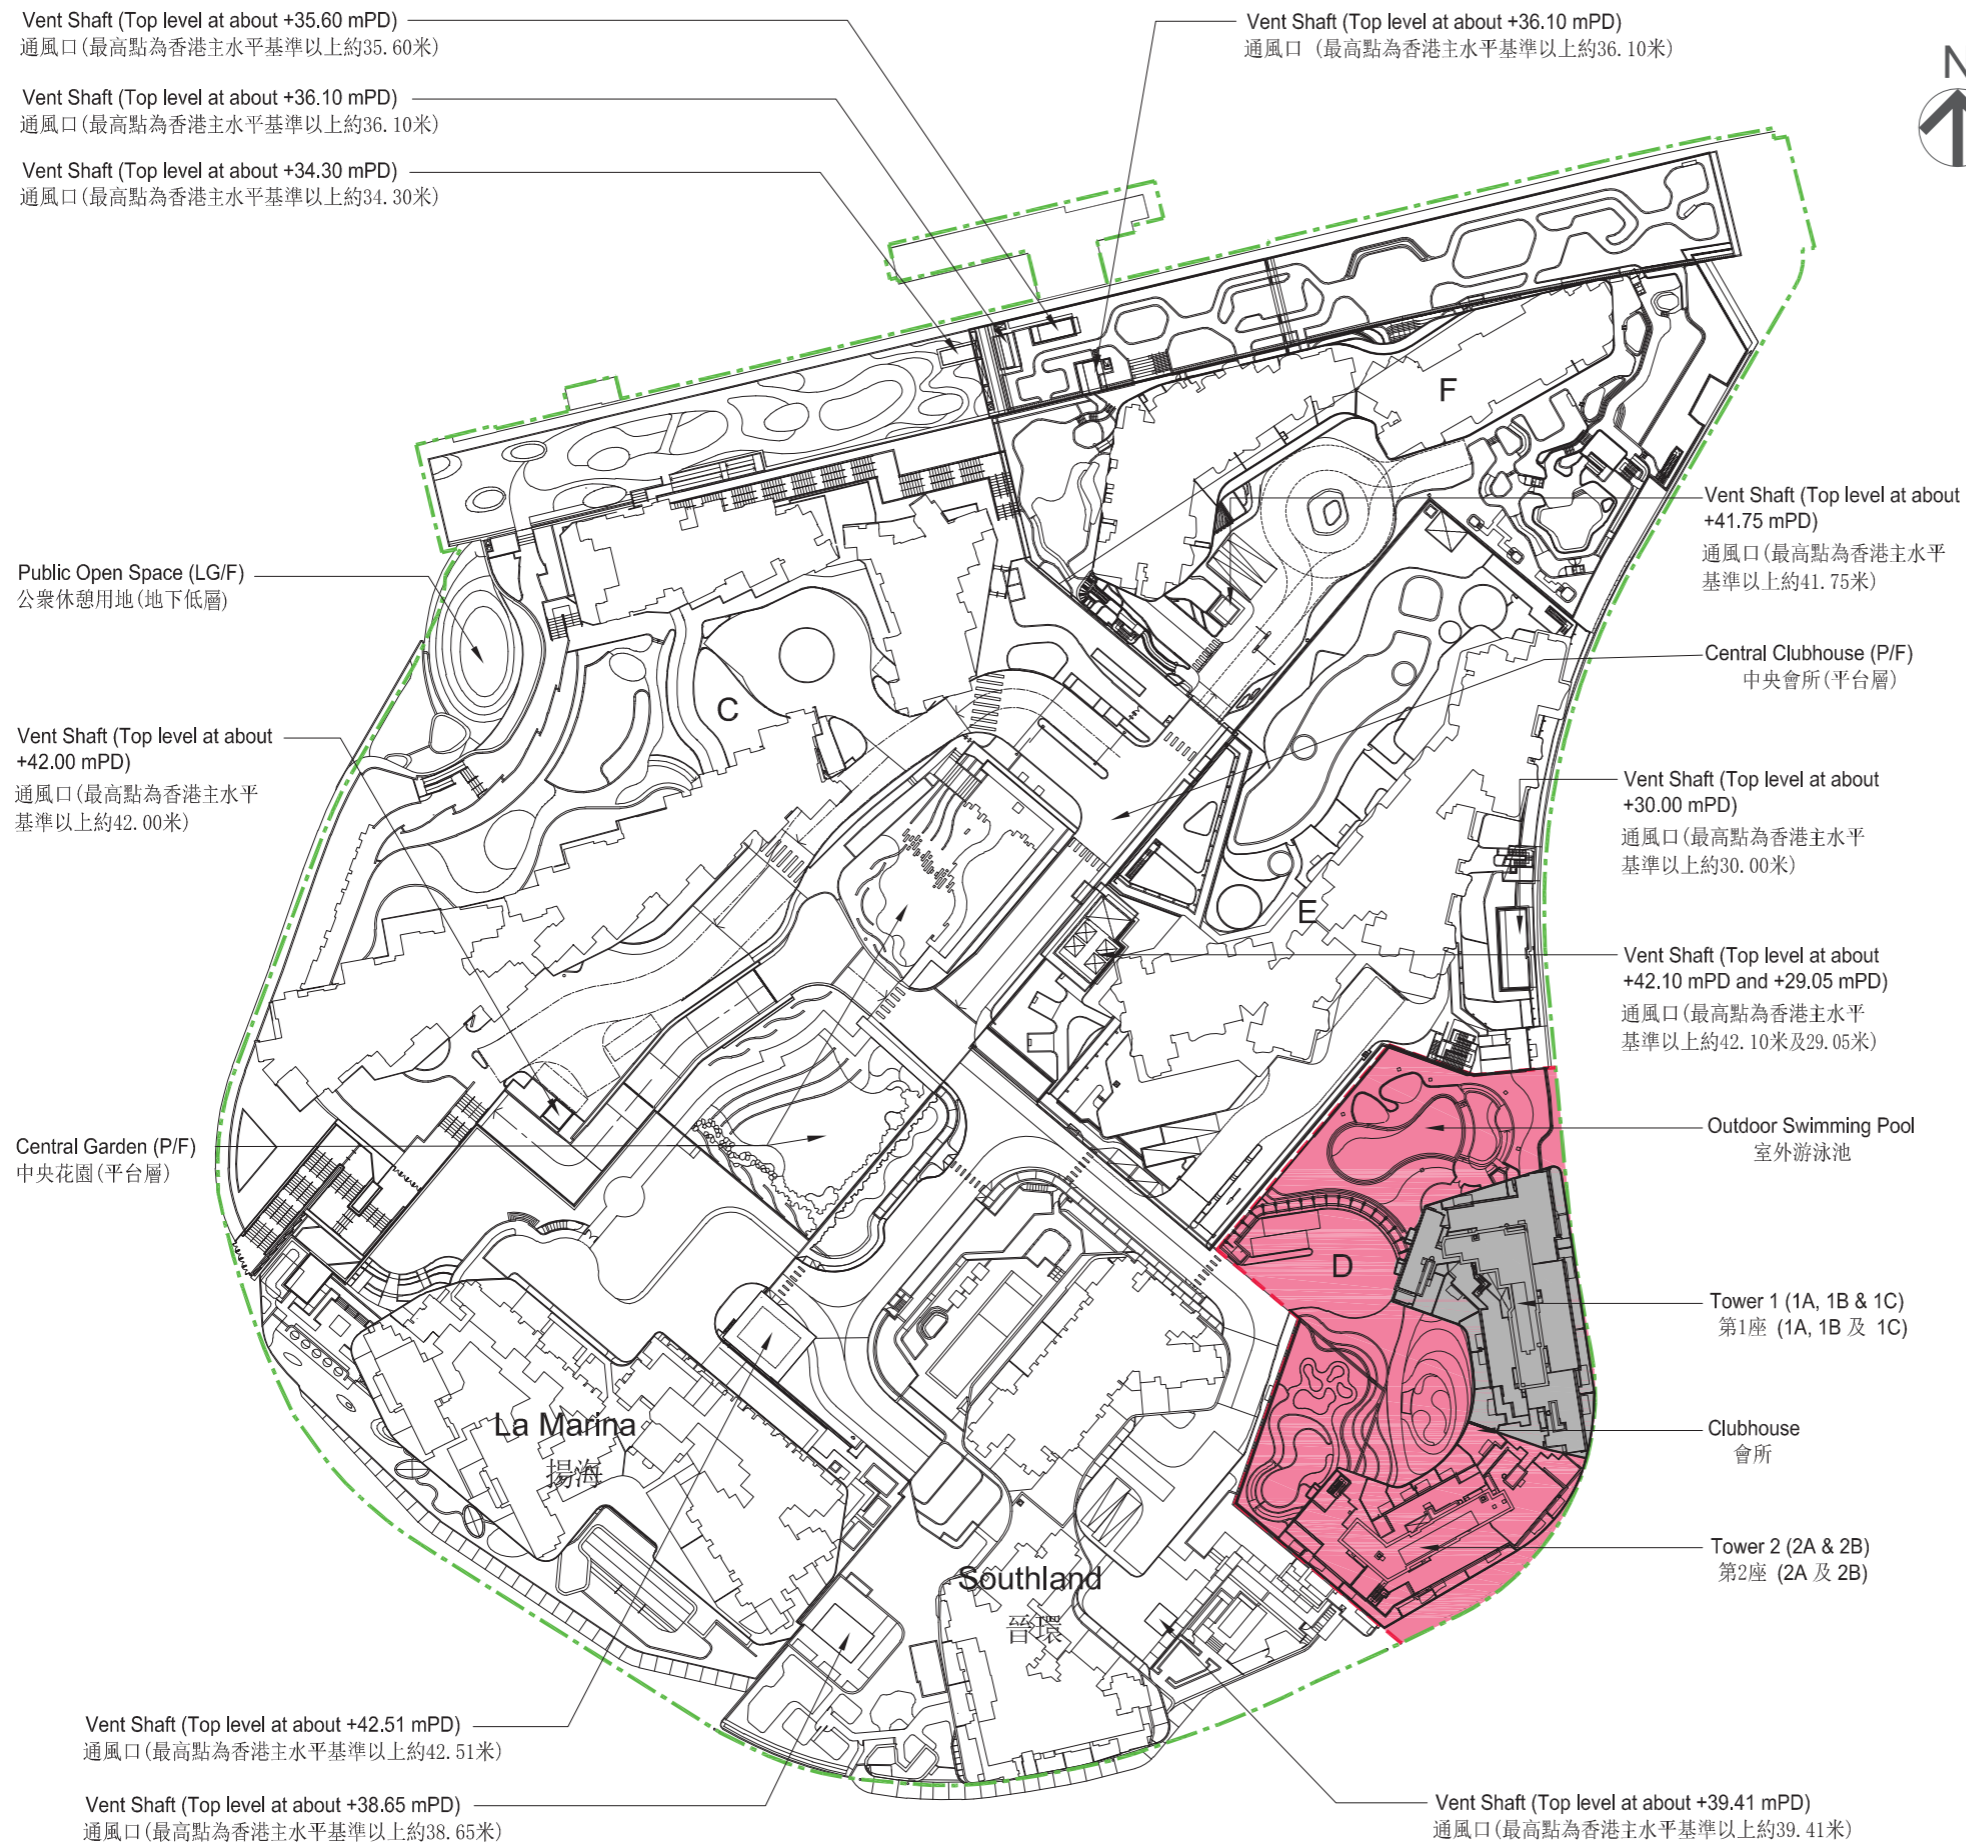 Vent Shaft (Top level at about +35.60 mPD)
通風口(最高點為香港主水平基準以上約35.60米)
Vent Shaft (Top level at about +36.10 mPD)
通風口 (最高點為香港主水平基準以上約36.10米)
N
Vent Shaft (Top level at about +36.10 mPD)
通風口(最高點為香港主水平基準以上約36.10米)
Vent Shaft (Top level at about +34.30 mPD)
通風口(最高點為香港主水平基準以上約34.30米)
F
Vent Shaft (Top level at about
+41.75 mPD)
通風口(最高點為香港主水平
基準以上約41.75米)
Public Open Space (LG/F)
公衆休憩用地(地下低層)
Central Clubhouse (P/F)
中央會所(平台層)
C
Vent Shaft (Top level at about
+42.00 mPD)
通風口(最高點為香港主水平
基準以上約42.00米)
Vent Shaft (Top level at about
+30.00 mPD)
通風口(最高點為香港主水平
基準以上約30.00米)
E
Vent Shaft (Top level at about
+42.10 mPD and +29.05 mPD)
通風口(最高點為香港主水平
基準以上約42.10米及29.05米)
Outdoor Swimming Pool
室外游泳池
Central Garden (P/F)
中央花園(平台層)
D
Tower 1 (1A, 1B & 1C)
第1座 (1A, 1B 及 1C)
La Marina
揚海
Clubhouse
會所
Tower 2 (2A & 2B)
第2座 (2A 及 2B)
Southland
晉環
Vent Shaft (Top level at about +42.51 mPD)
通風口(最高點為香港主水平基準以上約42.51米)
Vent Shaft (Top level at about +38.65 mPD)
通風口(最高點為香港主水平基準以上約38.65米)
Vent Shaft (Top level at about +39.41 mPD)
通風口(最高點為香港主水平基準以上約39.41米)